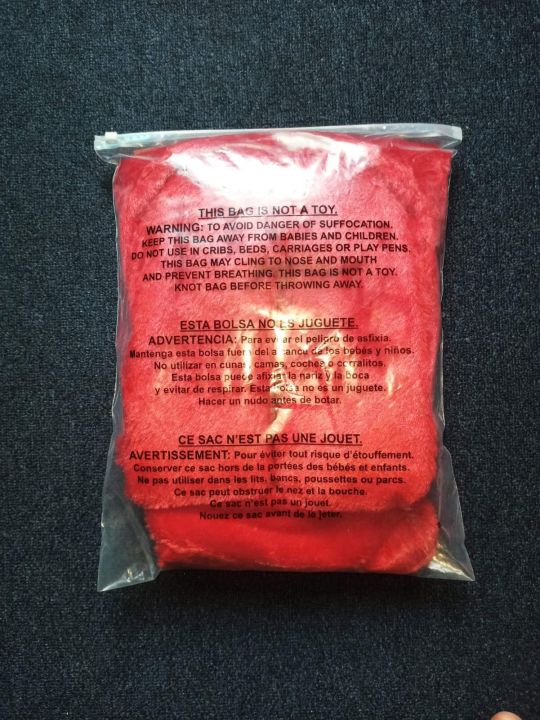 THIS BAG IS NOT A TOY.
WARNING: TO AVOID DANGER OF SUFFOCATION.
KEEP THIS BAG AWAY FROM BABIES AND CHILDREN.
DO NOT USE IN CRIBS, BEDS, CARRIAGES OR PLAY PENS.
THIS BAG MAY CLING TO NOSE AND MOUTH
AND PREVENT BREATHING. THIS BAG IS NOT A TOY.
KNOT BAG BEFORE THROWING AWAY.
ESTA BOLSA NO ES JUGUETE.
ADVERTENCIA: Para evitar el peligro de asfixia.
Mantenga esta bolsa fuera del alcance de los bebés y niños.
No utilizar en cunas, camas, coches o corralitos.
Esta bolsa puede afixiar la nariz y la boca
y evitar de respirar. Esta bolsa no es un juguete.
Hacer un nudo antes de botar.
CE SAC N'EST PAS UNE JOUET.
AVERTISSEMENT: Pour éviter tout risque d'étouffement.
Conserver ce sac hors de la portées des bébés et enfants.
Ne pas utiliser dans les lits, bancs, poussettes ou parcs.
Ce sac peut obstruer le nez et la bouche.
Ce sac n'est pas un jouet.
Nouez ce sac avant de la jeter.